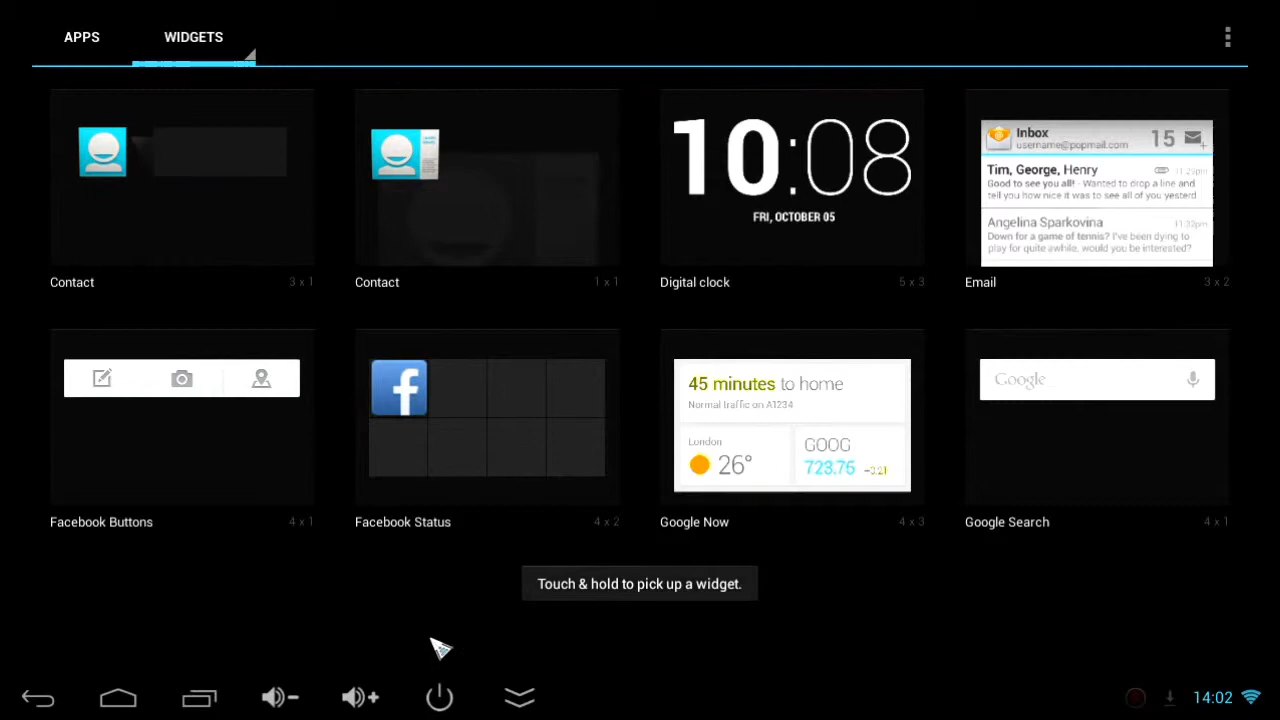 APPS WIDGETS
10:08
FRI, OCTOBER 05
Inbox 15
username@popmail.com
Tim, George, Henry 11:29pm
Good to see you all! - Wanted to drop a line and
tell you how nice it was to see all of you yesterd
Angelina Sparkovina 11:32pm
Down for a game of tennis? I've been dying to
play for quite awhile, would you be interested?
Contact 3 x 1
Contact 1 x 1
Digital clock 5 x 3
Email 3 x 2
f
45 minutes to home
Normal traffic on A1234
London
26°
GOOG
723.75
Google
Facebook Buttons 4 x 1
Facebook Status 4 x 2
Google Now 4 x 3
Google Search 4 x 1
Touch & hold to pick up a widget.
14:02